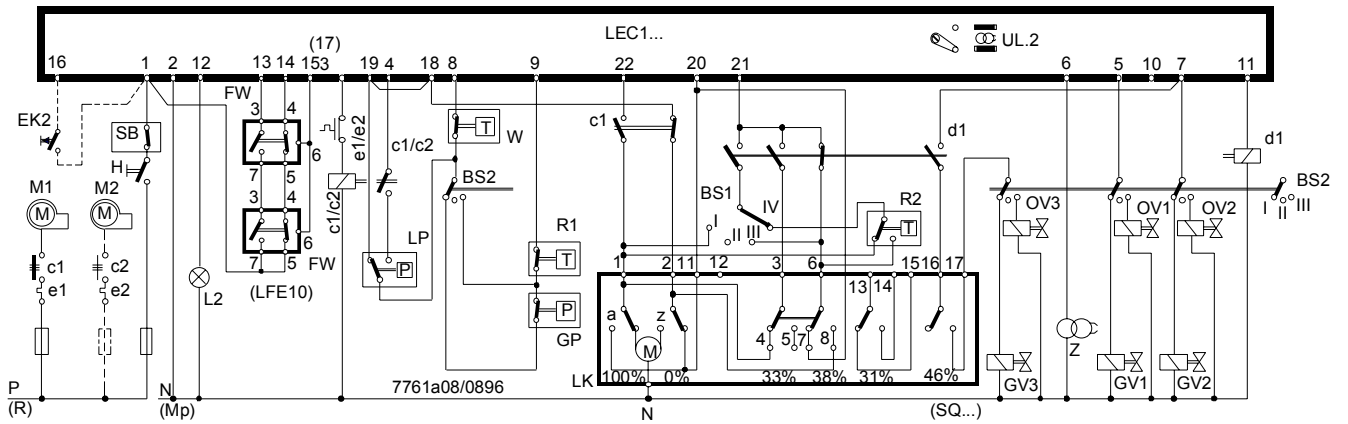 LEC1...
UL.2
(17)
16 1 2 12 13 14 15 3 19 4 18 8 9 22 20 21 6 5 10 7 11
FW
3 4
EK2
SB
H
6
7 5
M1 M2
M M
3 4
6
7 5
FW
(LFE10)
c1 c2
e1 e2
L2
e1/e2
c1/c2
c1/c2
T W
BS2
LP
P
R1
T
P
GP
c1
d1
d1
BS1
IV
I
II III
R2
T
BS2
I II III
OV3 OV1 OV2
1 2 11 12 3 6 13 14 15 16 17
a z
M
4 5 7 8
LK 100% 0% 33% 38% 31% 46%
GV3 Z GV1 GV2
7761a08/0896
P
(R)
N
(Mp)
N
(SQ...)